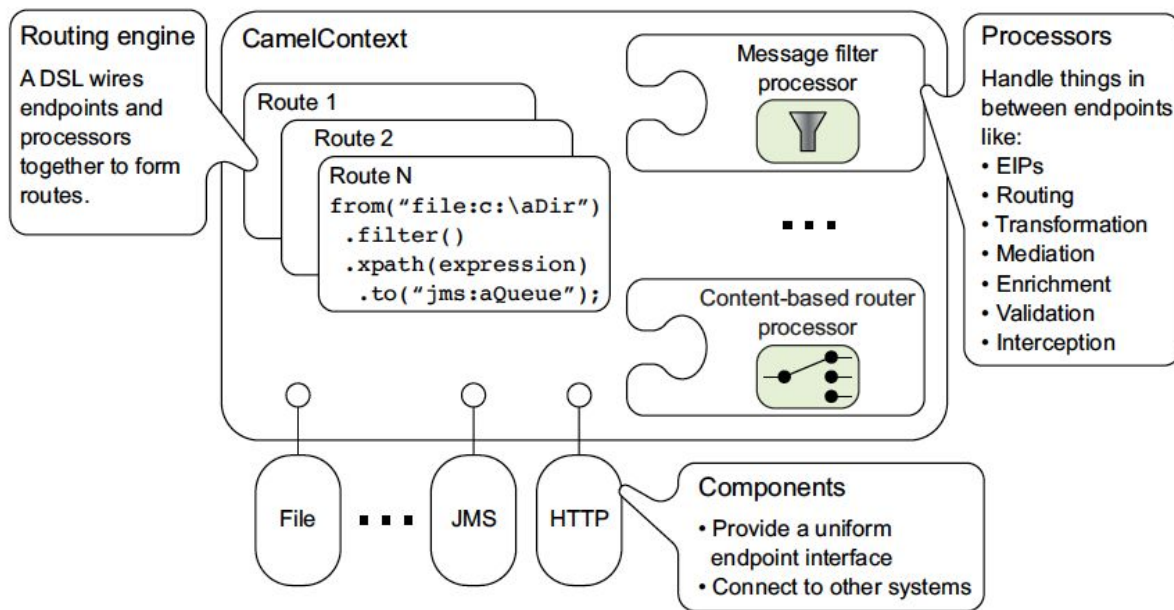 Routing engine
A DSL wires
endpoints and
processors
together to form
routes.
CamelContext
Route 1
Route 2
Route N
from(“file:c:\aDir”)
.filter()
.xpath(expression)
.to(“jms:aQueue”);
Message filter
processor
Content-based router
processor
Processors
Handle things in
between endpoints
like:
• EIPs
• Routing
• Transformation
• Mediation
• Enrichment
• Validation
• Interception
File
JMS
HTTP
Components
• Provide a uniform
endpoint interface
• Connect to other systems